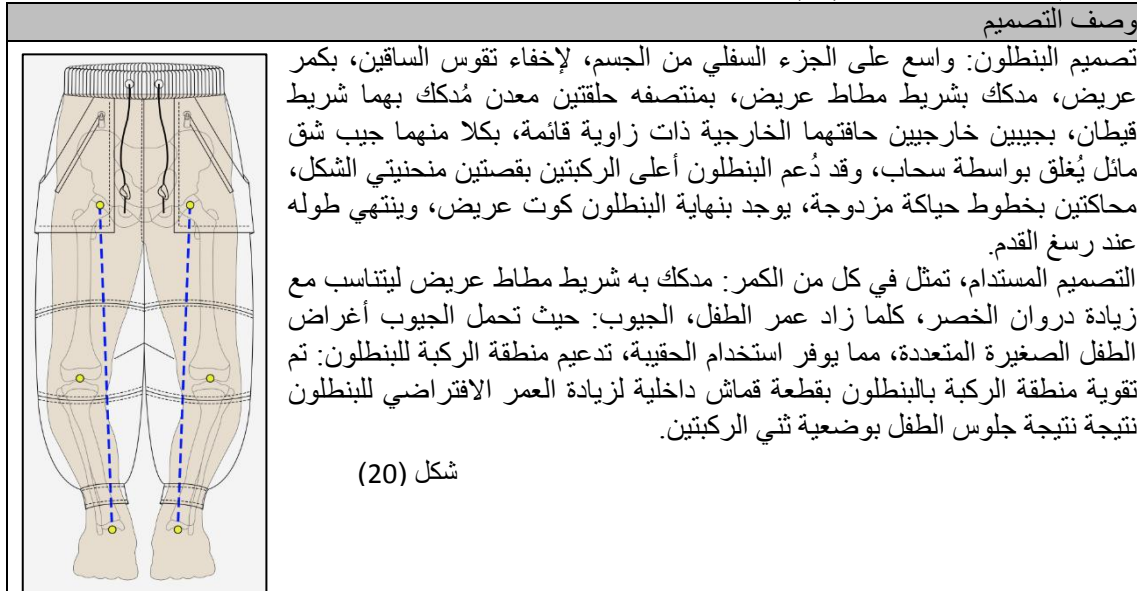 وصف التصميم
تصميم البنطلون: واسع على الجزء السفلي من الجسم، لإخفاء تقوس الساقين، بكمر
عريض، مدكك بشريط مطاط عريض، بمنتصفه حلقتين معدن مُدكك بهما شريط
قيطان، بجيبين خارجيين حافتهما الخارجية ذات زاوية قائمة، بكلا منهما جيب شق
مائل يُغلق بواسطة سحاب، وقد دُعم البنطلون أعلى الركبتين بقصتين منحنيتي الشكل،
محاكتين بخطوط حياكة مزدوجة، يوجد بنهاية البنطلون كوت عريض، وينتهي طوله
عند رسغ القدم.
التصميم المستدام، تمثل في كل من الكمر: مدكك به شريط مطاط عريض ليتناسب مع
زيادة دروان الخصر، كلما زاد عمر الطفل، الجيوب: حيث تحمل الجيوب أغراض
الطفل الصغيرة المتعددة، مما يوفر استخدام الحقيبة، تدعيم منطقة الركبة للبنطلون: تم
تقوية منطقة الركبة بالبنطلون بقطعة قماش داخلية لزيادة العمر الافتراضي للبنطلون
نتيجة نتيجة جلوس الطفل بوضعية ثني الركبتين.
شكل (20)